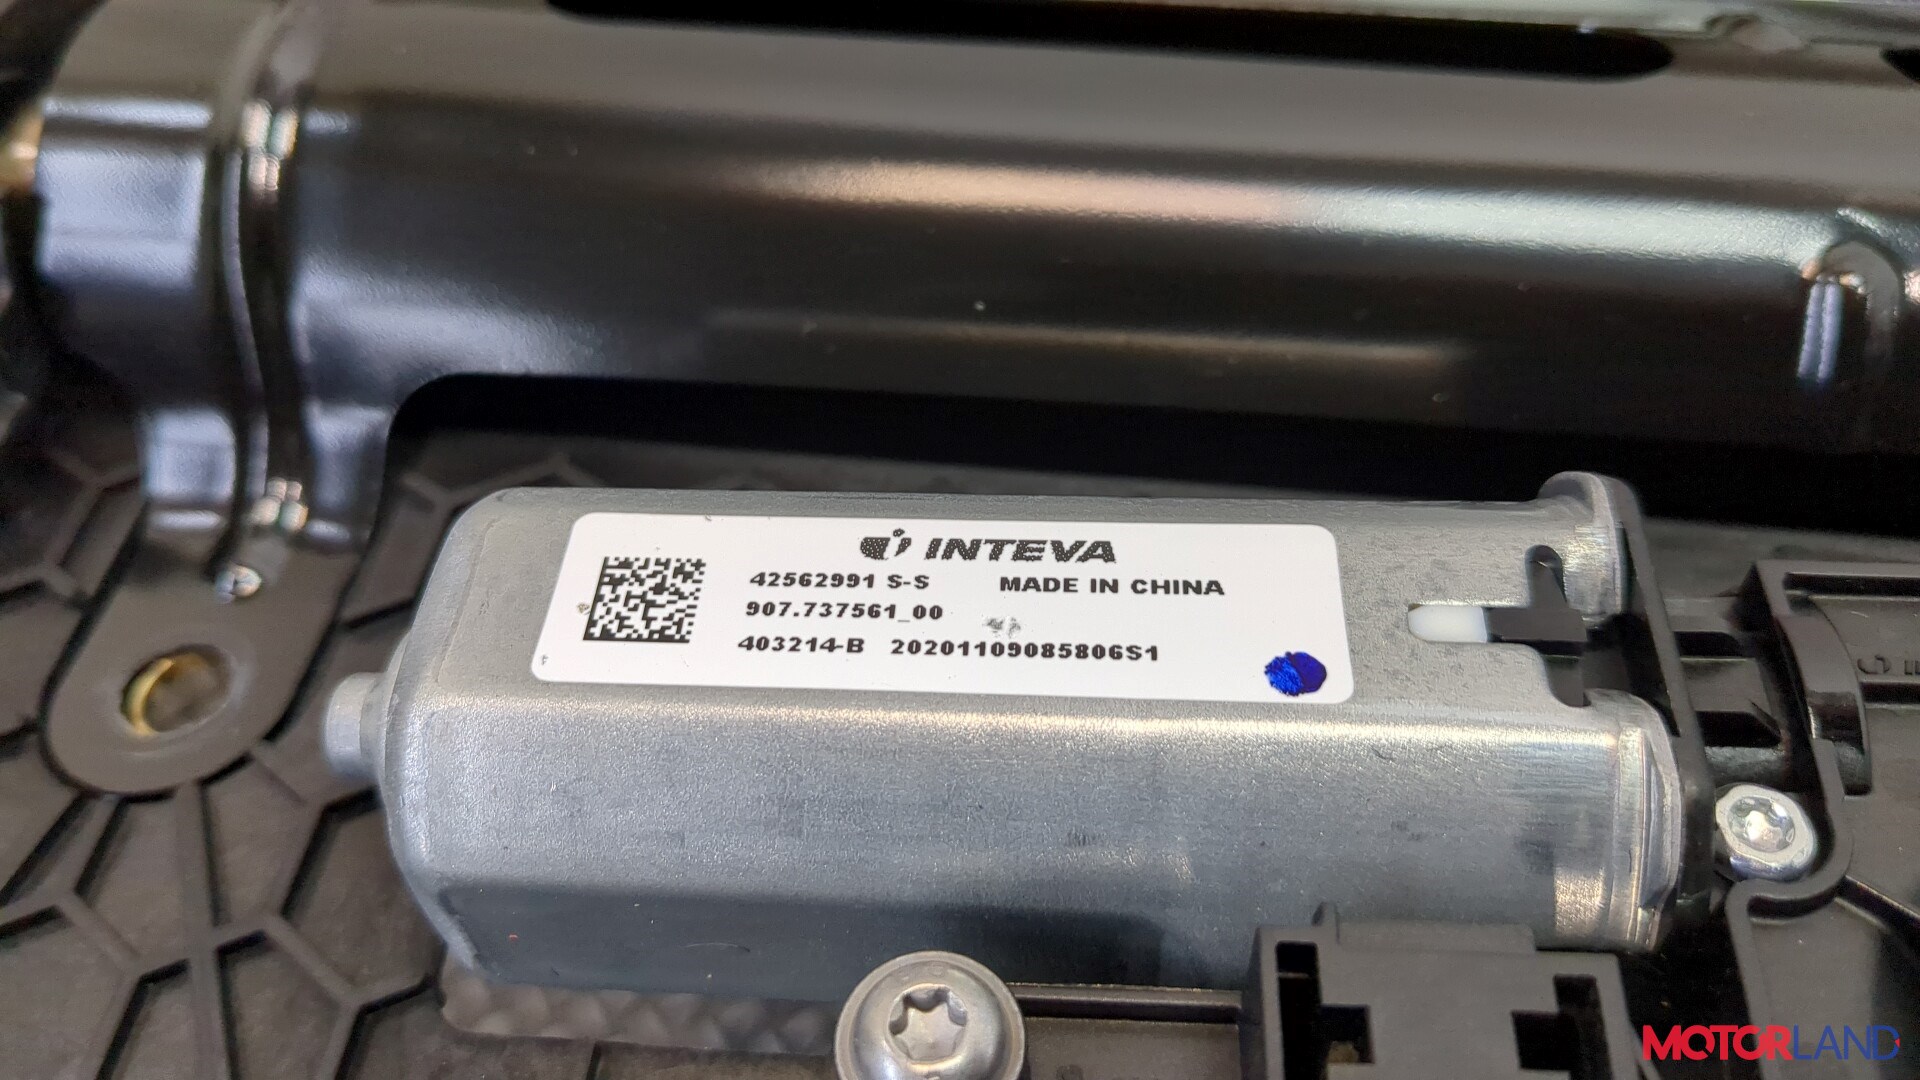 INTEVA
42562991 S-S MADE IN CHINA
907.737561_00
403214-B 20201109085806S1
MOTORLAND